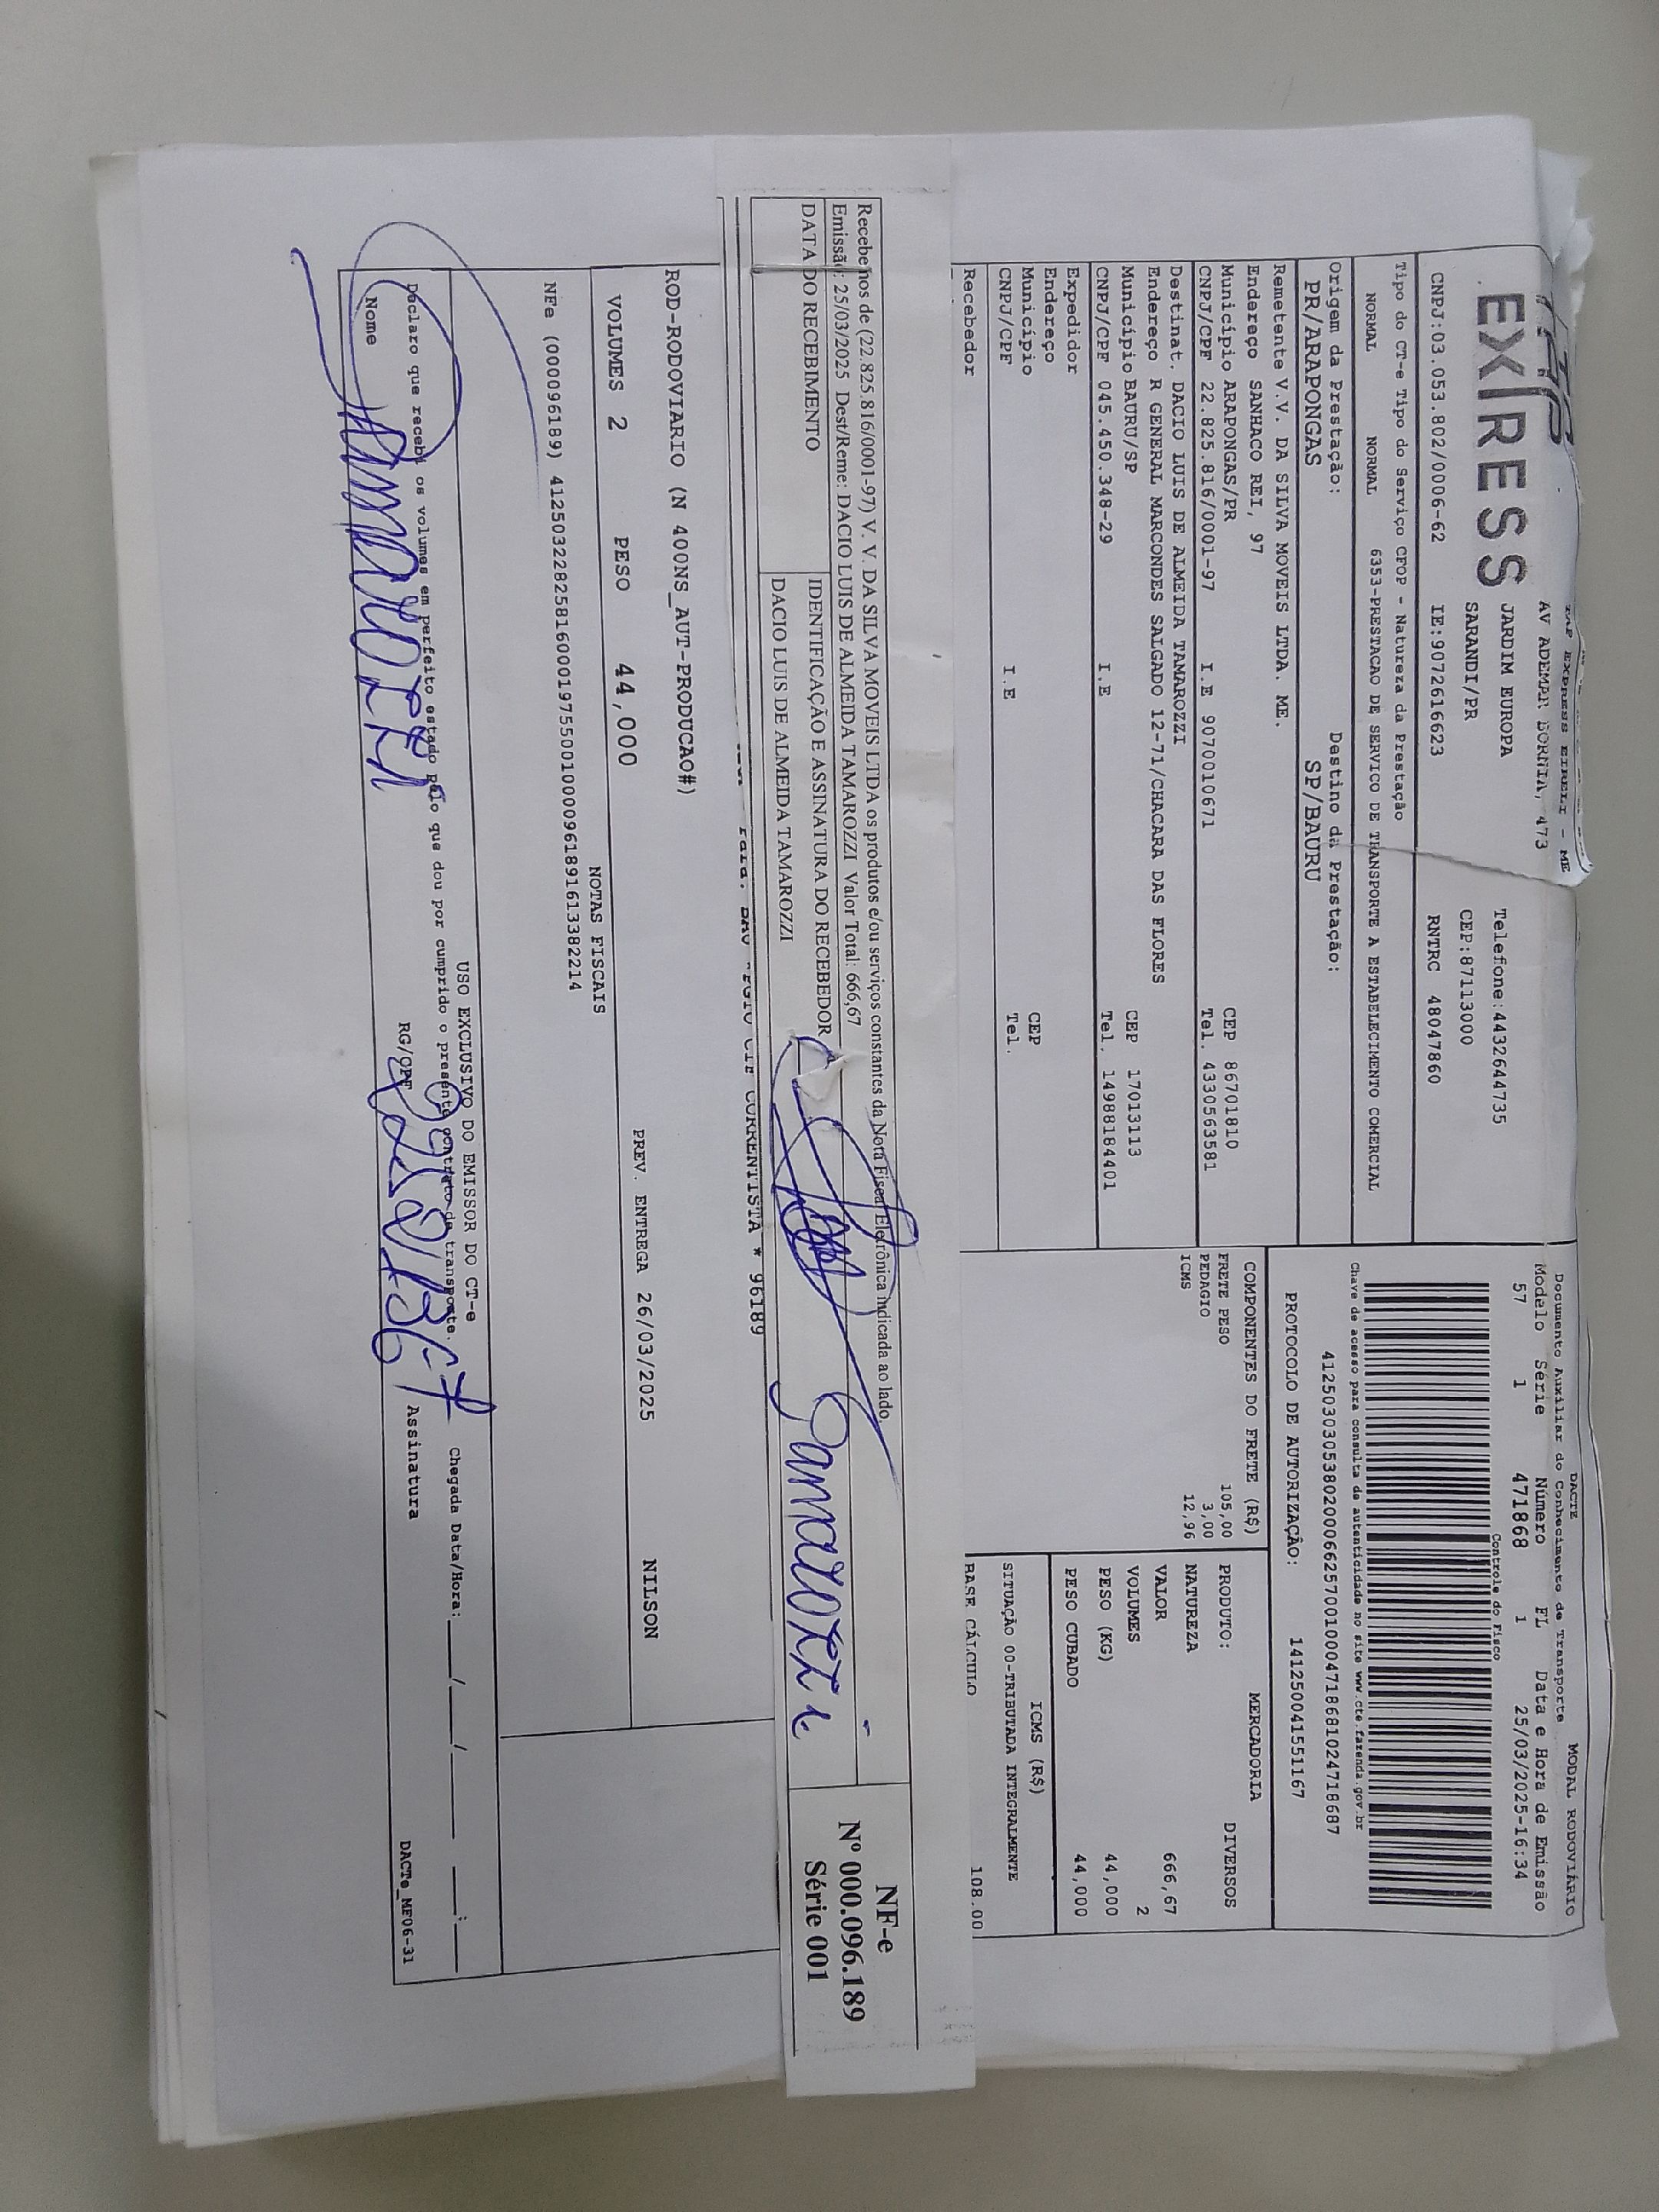 TAP EXPRESS EIRELI - ME
EXPRESS
AV ADEMAR BORNIA, 473
JARDIM EUROPA
Telefone:4432644735
SARANDI/PR
CEP:87113000
CNPJ:03.053.802/0006-62 IE:9072616623 RNTRC 48047860
DACTE MODAL RODOVIÁRIO
Documento Auxiliar do Conhecimento de Transporte
Modelo Série Número FL Data e Hora de Emissão
57 1 471868 1 25/03/2025-16:34
Controle do Fisco
Chave de acesso para consulta de autenticidade no site www.cte.fazenda.gov.br
41250303053802000662570010004718681024718687
PROTOCOLO DE AUTORIZAÇÃO: 141250041551167
Tipo do CT-e Tipo do Serviço CFOP - Natureza da Prestação
NORMAL NORMAL 6353-PRESTACAO DE SERVICO DE TRANSPORTE A ESTABELECIMENTO COMERCIAL
Origem da Prestação: Destino da Prestação:
PR/ARAPONGAS SP/BAURU
Remetente V.V. DA SILVA MOVEIS LTDA. ME.
Endereço SANHACO REI, 97
Município ARAPONGAS/PR CEP 86701810
CNPJ/CPF 22.825.816/0001-97 I.E 9070010671 Tel. 4330563581
Destinat. DACIO LUIS DE ALMEIDA TAMAROZZI
Endereço R GENERAL MARCONDES SALGADO 12-71/CHACARA DAS FLORES
Município BAURU/SP CEP 17013113
CNPJ/CPF 045.450.348-29 I.E Tel. 14988184401
Expedidor
Endereço
Município CEP
CNPJ/CPF I.E Tel.
Recebedor
COMPONENTES DO FRETE (R$)
FRETE PESO 105,00
PEDAGIO 3,00
ICMS 12,96
MERCADORIA
PRODUTO: DIVERSOS
NATUREZA
VALOR 666,67
VOLUMES 2
PESO (KG) 44,000
PESO CUBADO 44,000
ICMS (R$)
SITUAÇÃO 00-TRIBUTADA INTEGRALMENTE
BASE CÁLCULO 108.00
Recebemos de (22.825.816/0001-97) V. V. DA SILVA MOVEIS LTDA os produtos e/ou serviços constantes da Nota Fiscal Eletrônica indicada ao lado
Emissão: 25/03/2025 Dest/Reme: DACIO LUIS DE ALMEIDA TAMAROZZI Valor Total: 666,67
DATA DO RECEBIMENTO IDENTIFICAÇÃO E ASSINATURA DO RECEBEDOR
DACIO LUIS DE ALMEIDA TAMAROZZI
Tamarozzi
NF-e
Nº 000.096.189
Série 001
CORRENTISTA * 96189
ROD-RODOVIARIO (N 400NS_AUT-PRODUCAO#)
VOLUMES 2 PESO 44,000 PREV. ENTREGA 26/03/2025 NILSON
NOTAS FISCAIS
NFe (000096189) 41250322825816000197550010000961891613382214
USO EXCLUSIVO DO EMISSOR DO CT-e
Declaro que recebi os volumes em perfeito estado pelo que dou por cumprido o presente contrato de transporte.
Nome Tamarozzi RG/CPF Assinatura
Chegada Data/Hora: ___/___/____ __:__
DACTe_MF06-31